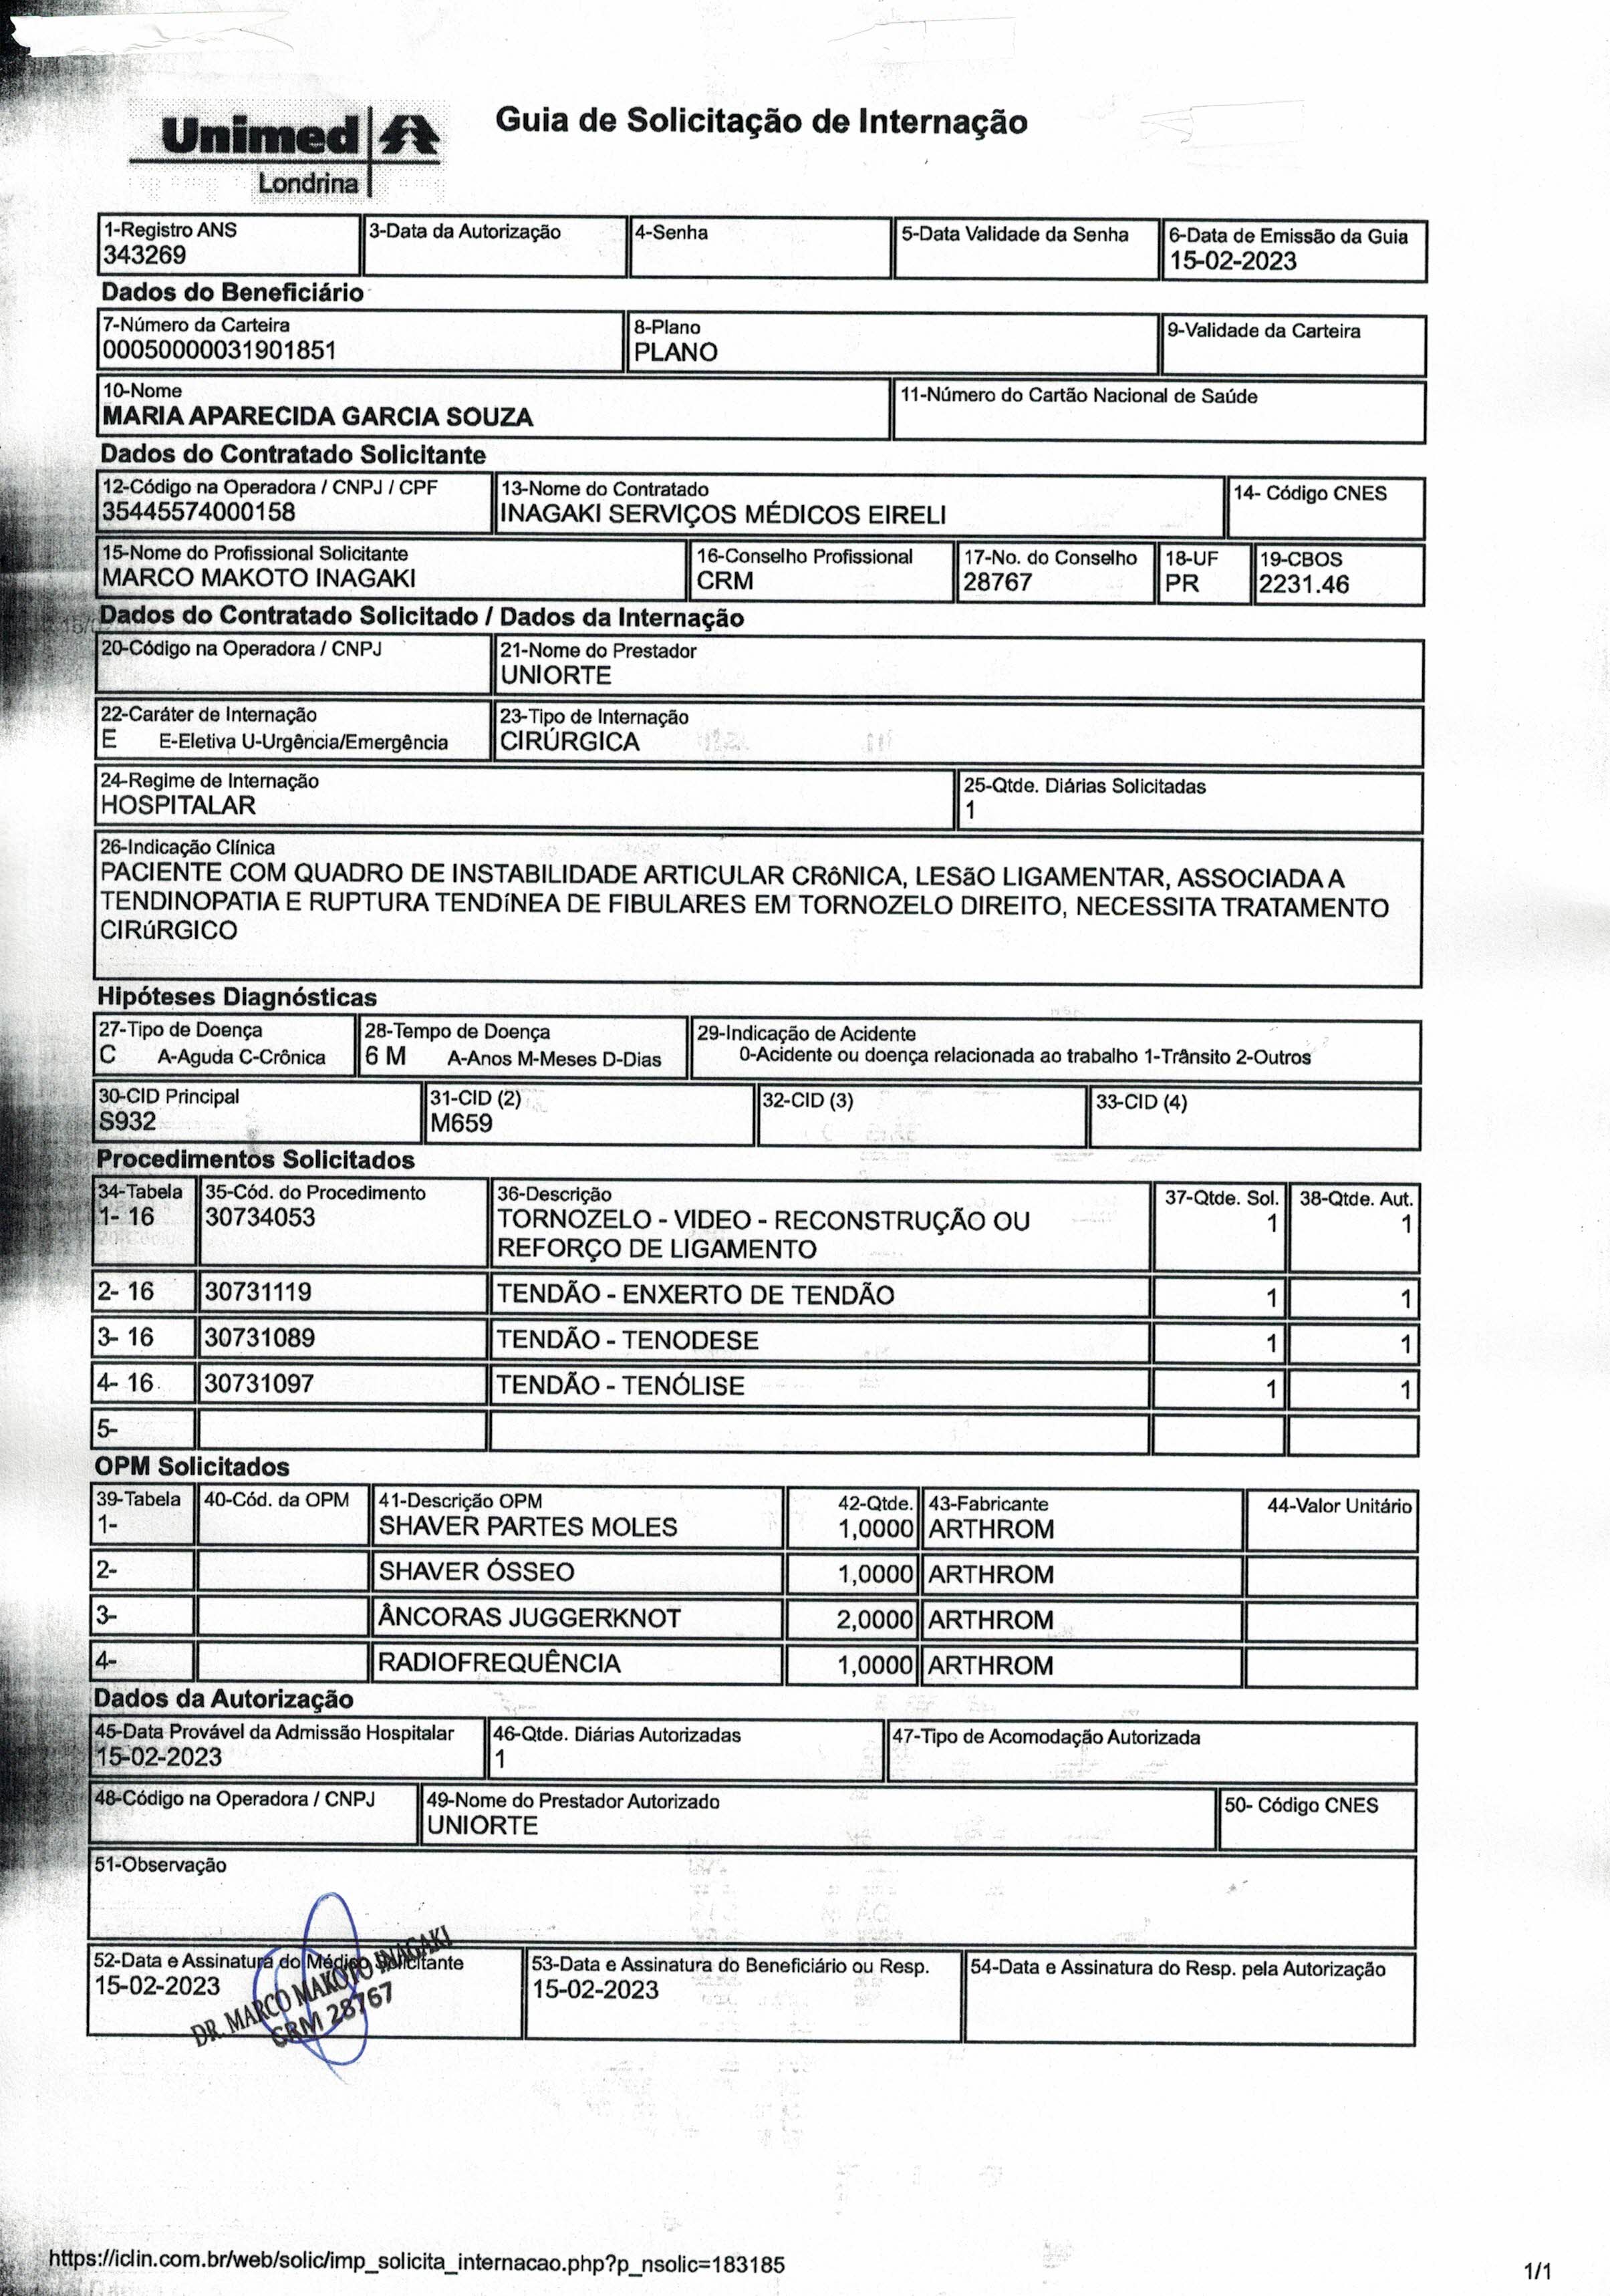 Unimed
Londrina
Guia de Solicitação de Internação
1-Registro ANS
343269
3-Data da Autorização
4-Senha
5-Data Validade da Senha
6-Data de Emissão da Guia
15-02-2023
Dados do Beneficiário
7-Número da Carteira
00050000031901851
8-Plano
PLANO
9-Validade da Carteira
10-Nome
MARIA APARECIDA GARCIA SOUZA
11-Número do Cartão Nacional de Saúde
Dados do Contratado Solicitante
12-Código na Operadora / CNPJ / CPF
35445574000158
13-Nome do Contratado
INAGAKI SERVIÇOS MÉDICOS EIRELI
14- Código CNES
15-Nome do Profissional Solicitante
MARCO MAKOTO INAGAKI
16-Conselho Profissional
CRM
17-No. do Conselho
28767
18-UF
PR
19-CBOS
2231.46
Dados do Contratado Solicitado / Dados da Internação
20-Código na Operadora / CNPJ
21-Nome do Prestador
UNIORTE
22-Caráter de Internação
E E-Eletiva U-Urgência/Emergência
23-Tipo de Internação
CIRÚRGICA
24-Regime de Internação
HOSPITALAR
25-Qtde. Diárias Solicitadas
1
26-Indicação Clínica
PACIENTE COM QUADRO DE INSTABILIDADE ARTICULAR CRôNICA, LESãO LIGAMENTAR, ASSOCIADA A
TENDINOPATIA E RUPTURA TENDíNEA DE FIBULARES EM TORNOZELO DIREITO, NECESSITA TRATAMENTO
CIRúRGICO
Hipóteses Diagnósticas
27-Tipo de Doença
C A-Aguda C-Crônica
28-Tempo de Doença
6 M A-Anos M-Meses D-Dias
29-Indicação de Acidente
0-Acidente ou doença relacionada ao trabalho 1-Trânsito 2-Outros
30-CID Principal
S932
31-CID (2)
M659
32-CID (3)
33-CID (4)
Procedimentos Solicitados
34-Tabela 35-Cód. do Procedimento 36-Descrição 37-Qtde. Sol. 38-Qtde. Aut.
1- 16 30734053 TORNOZELO - VIDEO - RECONSTRUÇÃO OU 1 1
REFORÇO DE LIGAMENTO
2- 16 30731119 TENDÃO - ENXERTO DE TENDÃO 1 1
3- 16 30731089 TENDÃO - TENODESE 1 1
4- 16 30731097 TENDÃO - TENÓLISE 1 1
5-
OPM Solicitados
39-Tabela 40-Cód. da OPM 41-Descrição OPM 42-Qtde. 43-Fabricante 44-Valor Unitário
1- SHAVER PARTES MOLES 1,0000 ARTHROM
2- SHAVER ÓSSEO 1,0000 ARTHROM
3- ÂNCORAS JUGGERKNOT 2,0000 ARTHROM
4- RADIOFREQUÊNCIA 1,0000 ARTHROM
Dados da Autorização
45-Data Provável da Admissão Hospitalar
15-02-2023
46-Qtde. Diárias Autorizadas
1
47-Tipo de Acomodação Autorizada
48-Código na Operadora / CNPJ
49-Nome do Prestador Autorizado
UNIORTE
50- Código CNES
51-Observação
52-Data e Assinatura do Médico Solicitante
15-02-2023
DR. MARCO MAKOTO INAGAKI
CRM 28767
53-Data e Assinatura do Beneficiário ou Resp.
15-02-2023
54-Data e Assinatura do Resp. pela Autorização
https://iclin.com.br/web/solic/imp_solicita_internacao.php?p_nsolic=183185
1/1